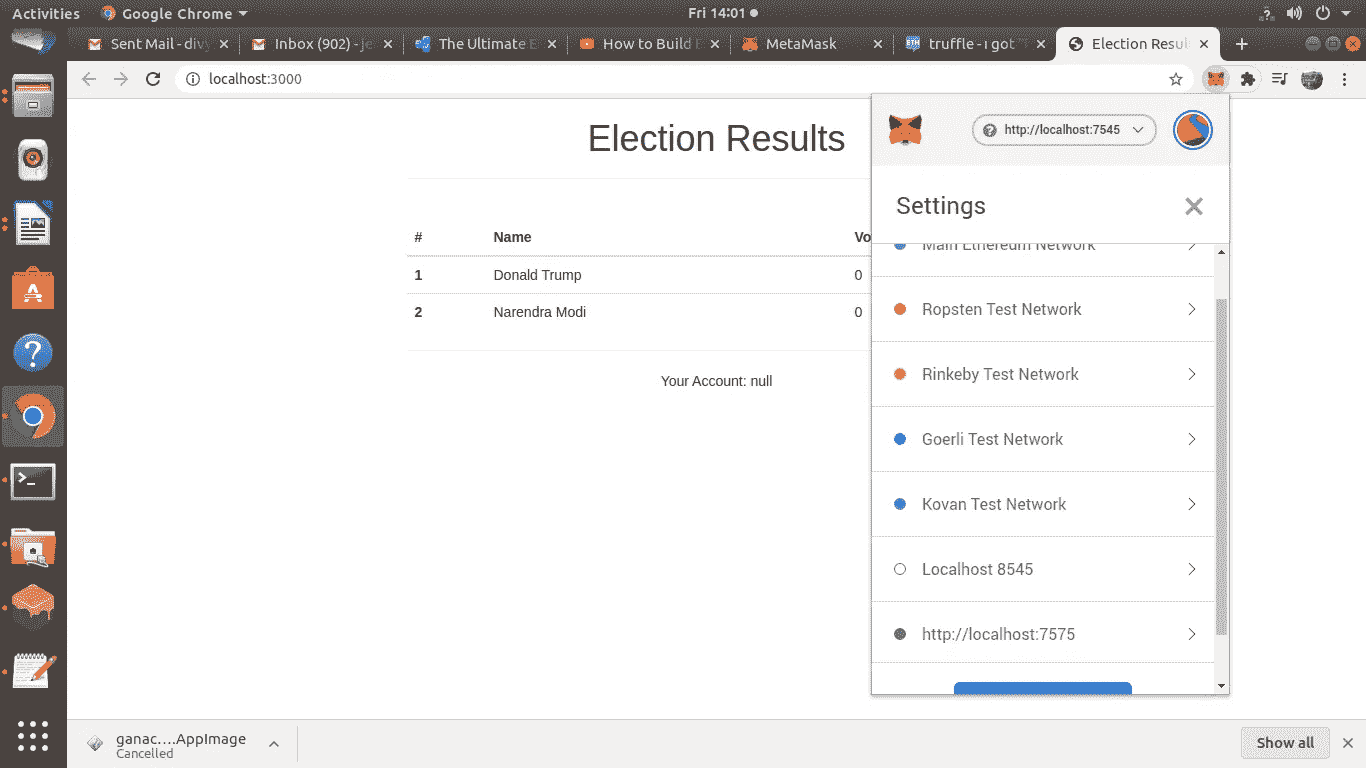 Activities Google Chrome Fri 14:01
Sent Mail - div Inbox (902) - je The Ultimate E How to Build E MetaMask truffle - i got " Election Resul
localhost:3000
http://localhost:7545
Election Results
Settings
# Name Vo
Main Ethereum Network
1 Donald Trump 0
Ropsten Test Network
2 Narendra Modi 0
Rinkeby Test Network
Your Account: null
Goerli Test Network
Kovan Test Network
Localhost 8545
http://localhost:7575
ganac....AppImage
Cancelled
Show all